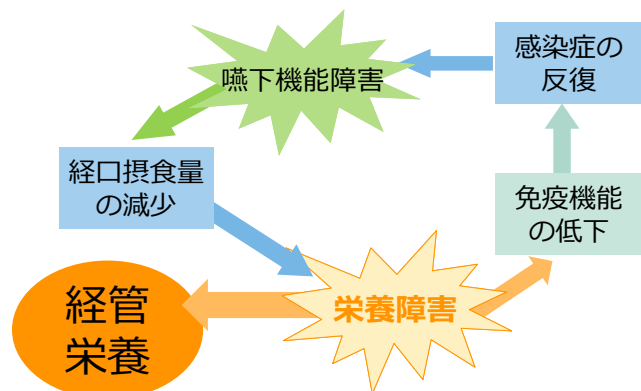 嚥下機能障害
感染症の
反復
経口摂食量
の減少
免疫機能
の低下
栄養障害
経管
栄養